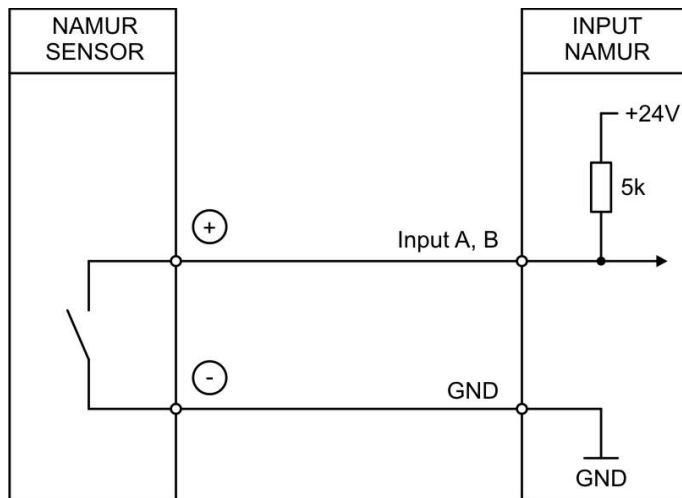 NAMUR
SENSOR
INPUT
NAMUR
+24V
5k
+
Input A, B
-
GND
GND